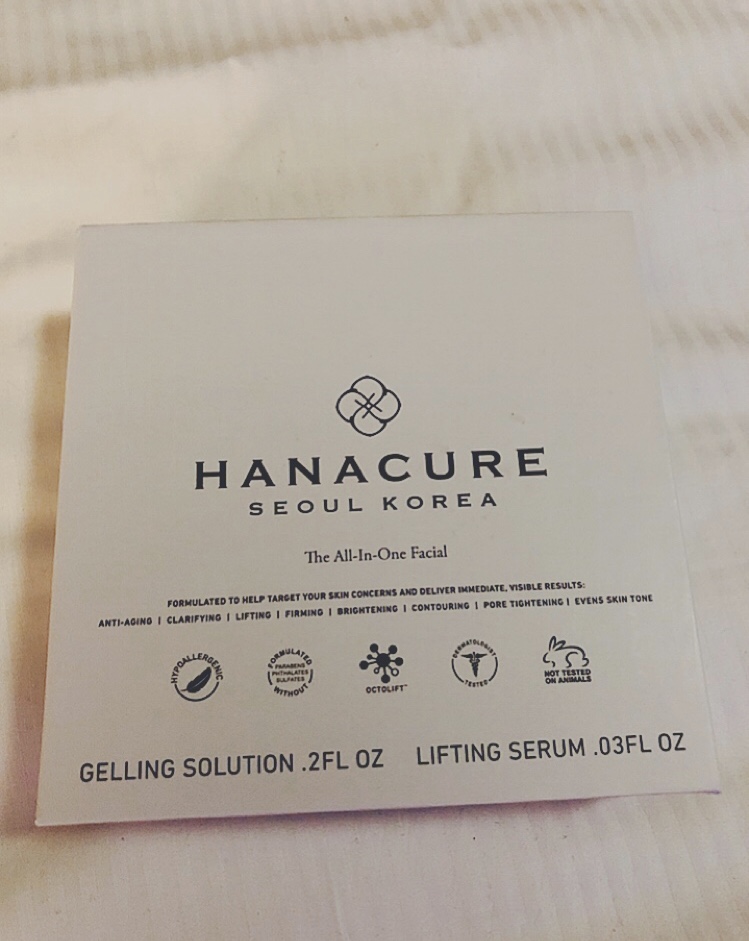 HANACURE
SEOUL KOREA
The All-In-One Facial
FORMULATED TO HELP TARGET YOUR SKIN CONCERNS AND DELIVER IMMEDIATE, VISIBLE RESULTS:
ANTI-AGING | CLARIFYING | LIFTING | FIRMING | BRIGHTENING | CONTOURING | PORE TIGHTENING | EVENS SKIN TONE
HYPOALLERGENIC
FORMULATED
PARABENS
PHTHALATES
SULFATES
WITHOUT
OCTOLIFT™
DERMATOLOGIST
TESTED
NOT TESTED
ON ANIMALS
GELLING SOLUTION .2FL OZ LIFTING SERUM .03FL OZ